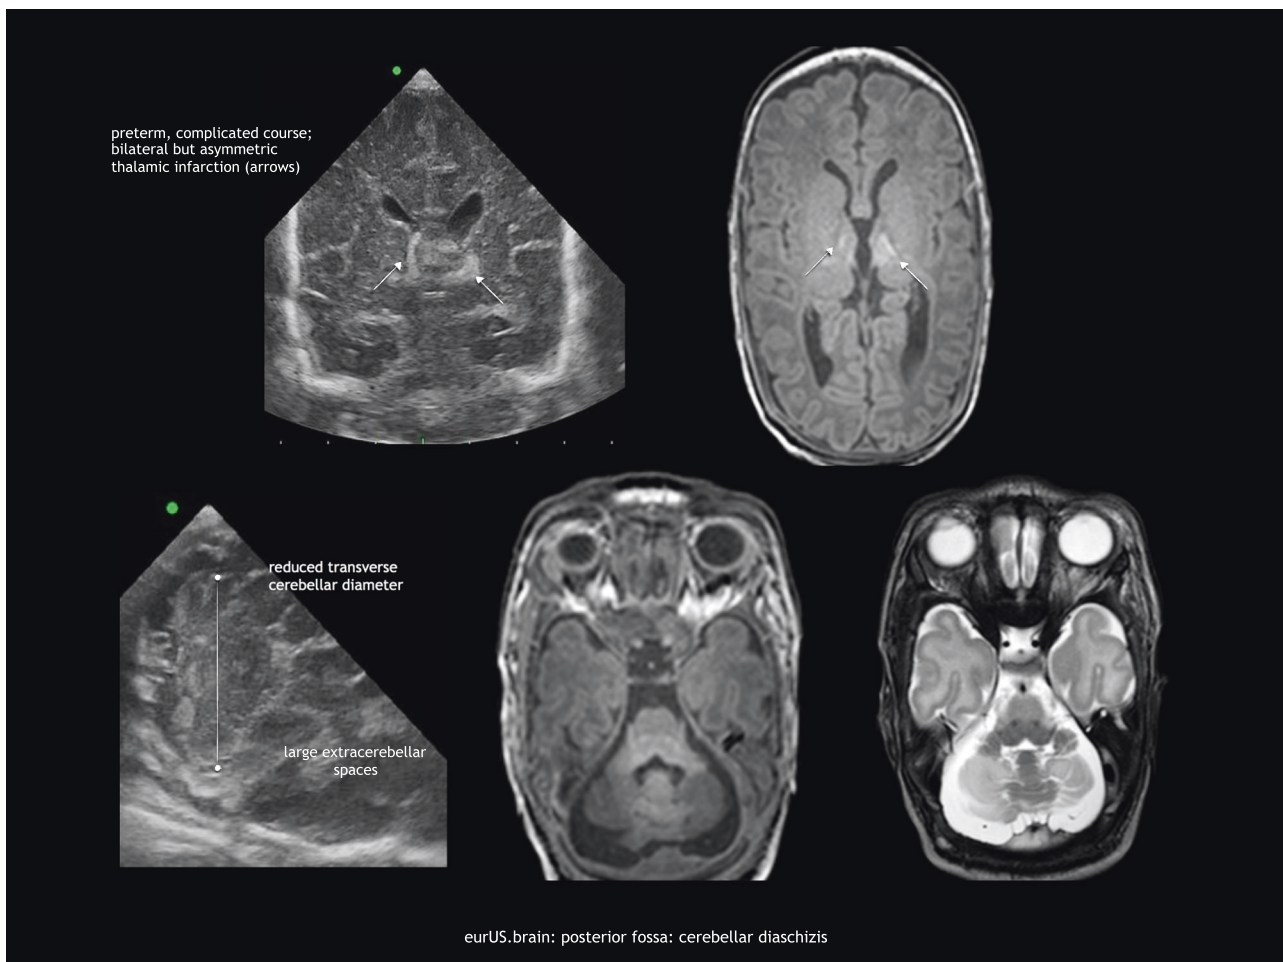 preterm, complicated course;
bilateral but asymmetric
thalamic infarction (arrows)
reduced transverse
cerebellar diameter
large extracerebellar
spaces
eurUS.brain: posterior fossa: cerebellar diaschizis